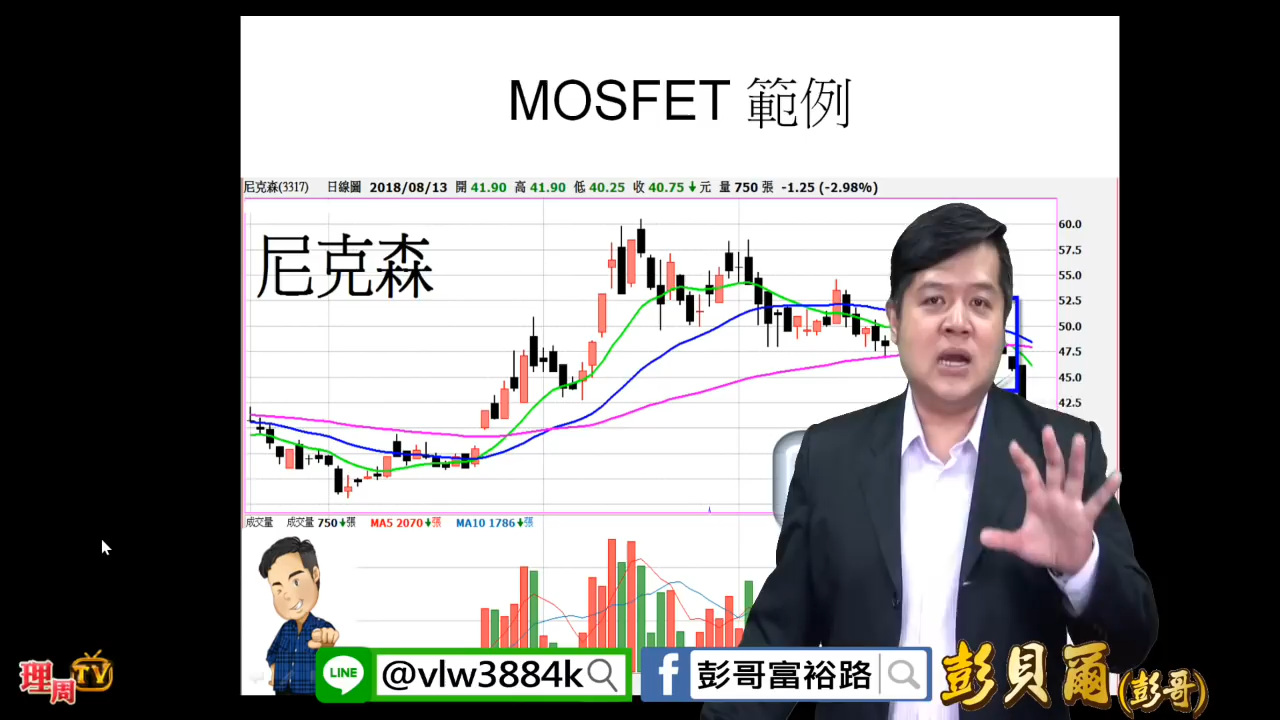 MOSFET 範例
尼克森(3317) 日線圖 2018/08/13 開 41.90 高 41.90 低 40.25 收 40.75↓元 量 750 張 -1.25 (-2.98%)
尼克森
60.0
57.5
55.0
52.5
50.0
47.5
45.0
42.5
成交量 成交量 750↓張 MA5 2070↓張 MA10 1786↓張
LINE @vlw3884k
f 彭哥富裕路
彭貝爾(彭哥)
理周TV